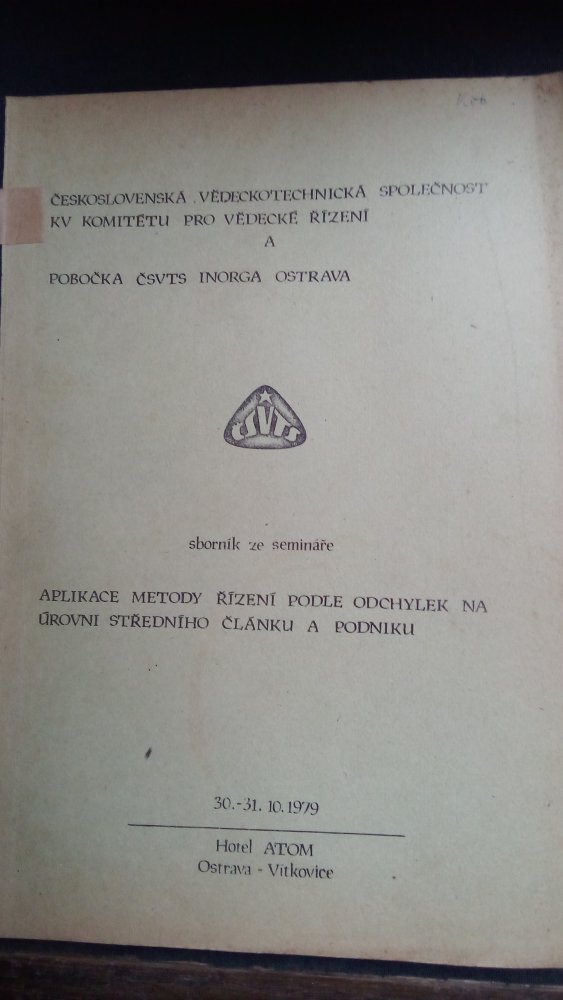 ČESKOSLOVENSKÁ VĚDECKOTECHNICKÁ SPOLEČNOST
KV KOMITÉTU PRO VĚDECKÉ ŘÍZENÍ
A
POBOČKA ČSVTS INORGA OSTRAVA
ČSVTS
sborník ze semináře
APLIKACE METODY ŘÍZENÍ PODLE ODCHYLEK NA
ÚROVNI STŘEDNÍHO ČLÁNKU A PODNIKU
30.-31. 10. 1979
Hotel ATOM
Ostrava - Vítkovice